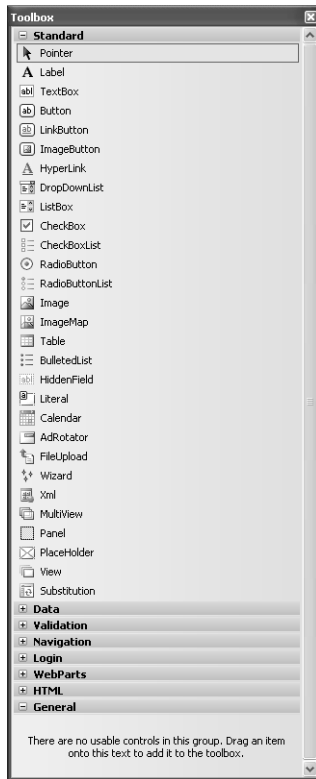 Toolbox
Standard
Pointer
Label
TextBox
Button
LinkButton
ImageButton
HyperLink
DropDownList
ListBox
CheckBox
CheckBoxList
RadioButton
RadioButtonList
Image
ImageMap
Table
BulletedList
HiddenField
Literal
Calendar
AdRotator
FileUpload
Wizard
Xml
MultiView
Panel
PlaceHolder
View
Substitution
Data
Validation
Navigation
Login
WebParts
HTML
General
There are no usable controls in this group. Drag an item
onto this text to add it to the toolbox.